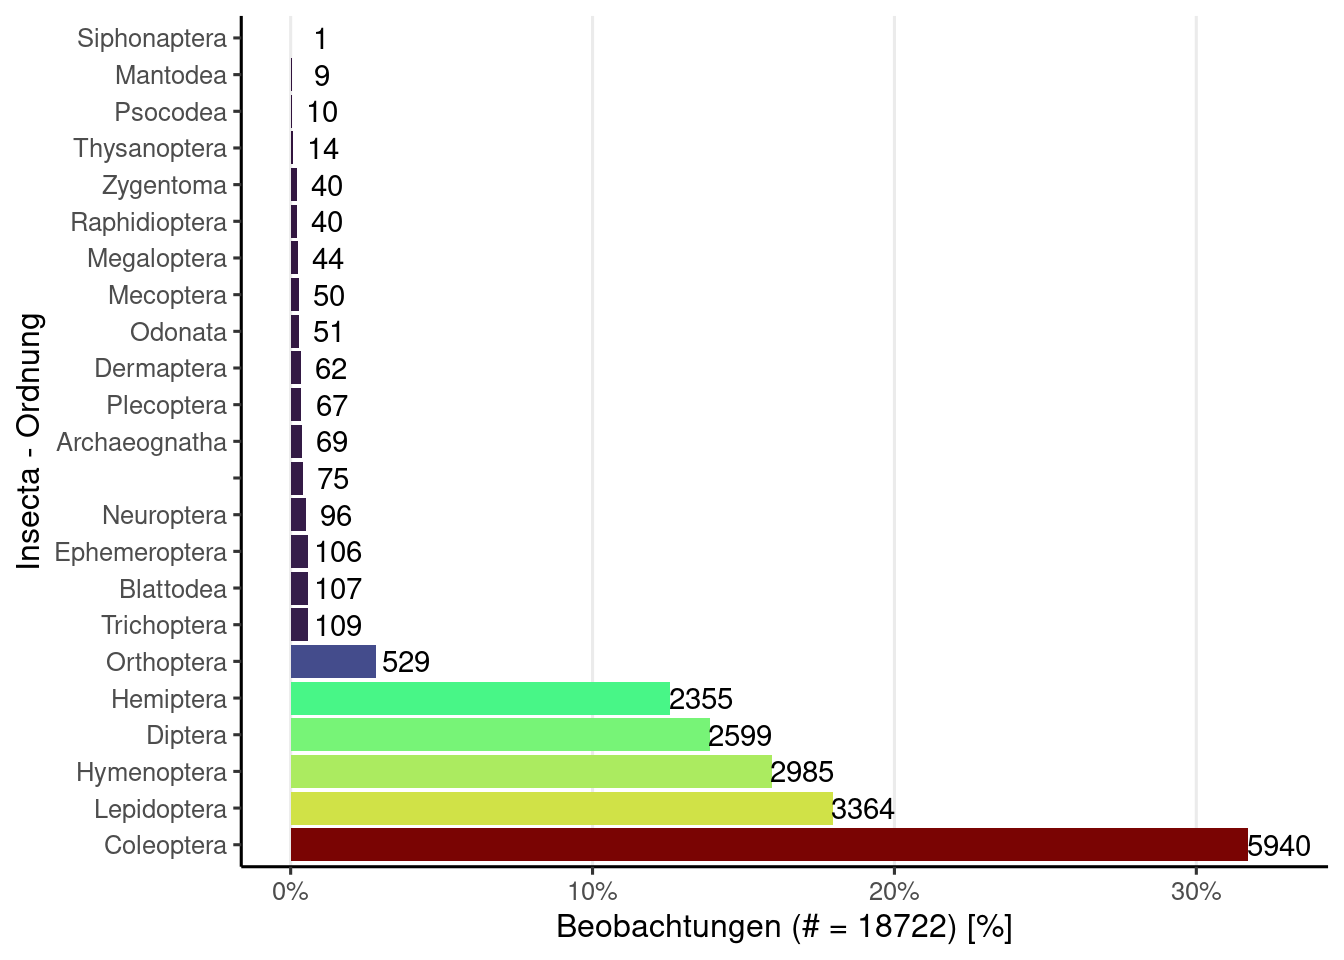 Insecta - Ordnung
Siphonaptera 1
Mantodea 9
Psocodea 10
Thysanoptera 14
Zygentoma 40
Raphidioptera 40
Megaloptera 44
Mecoptera 50
Odonata 51
Dermaptera 62
Plecoptera 67
Archaeognatha 69
75
Neuroptera 96
Ephemeroptera 106
Blattodea 107
Trichoptera 109
Orthoptera 529
Hemiptera 2355
Diptera 2599
Hymenoptera 2985
Lepidoptera 3364
Coleoptera 5940
0% 10% 20% 30%
Beobachtungen (# = 18722) [%]